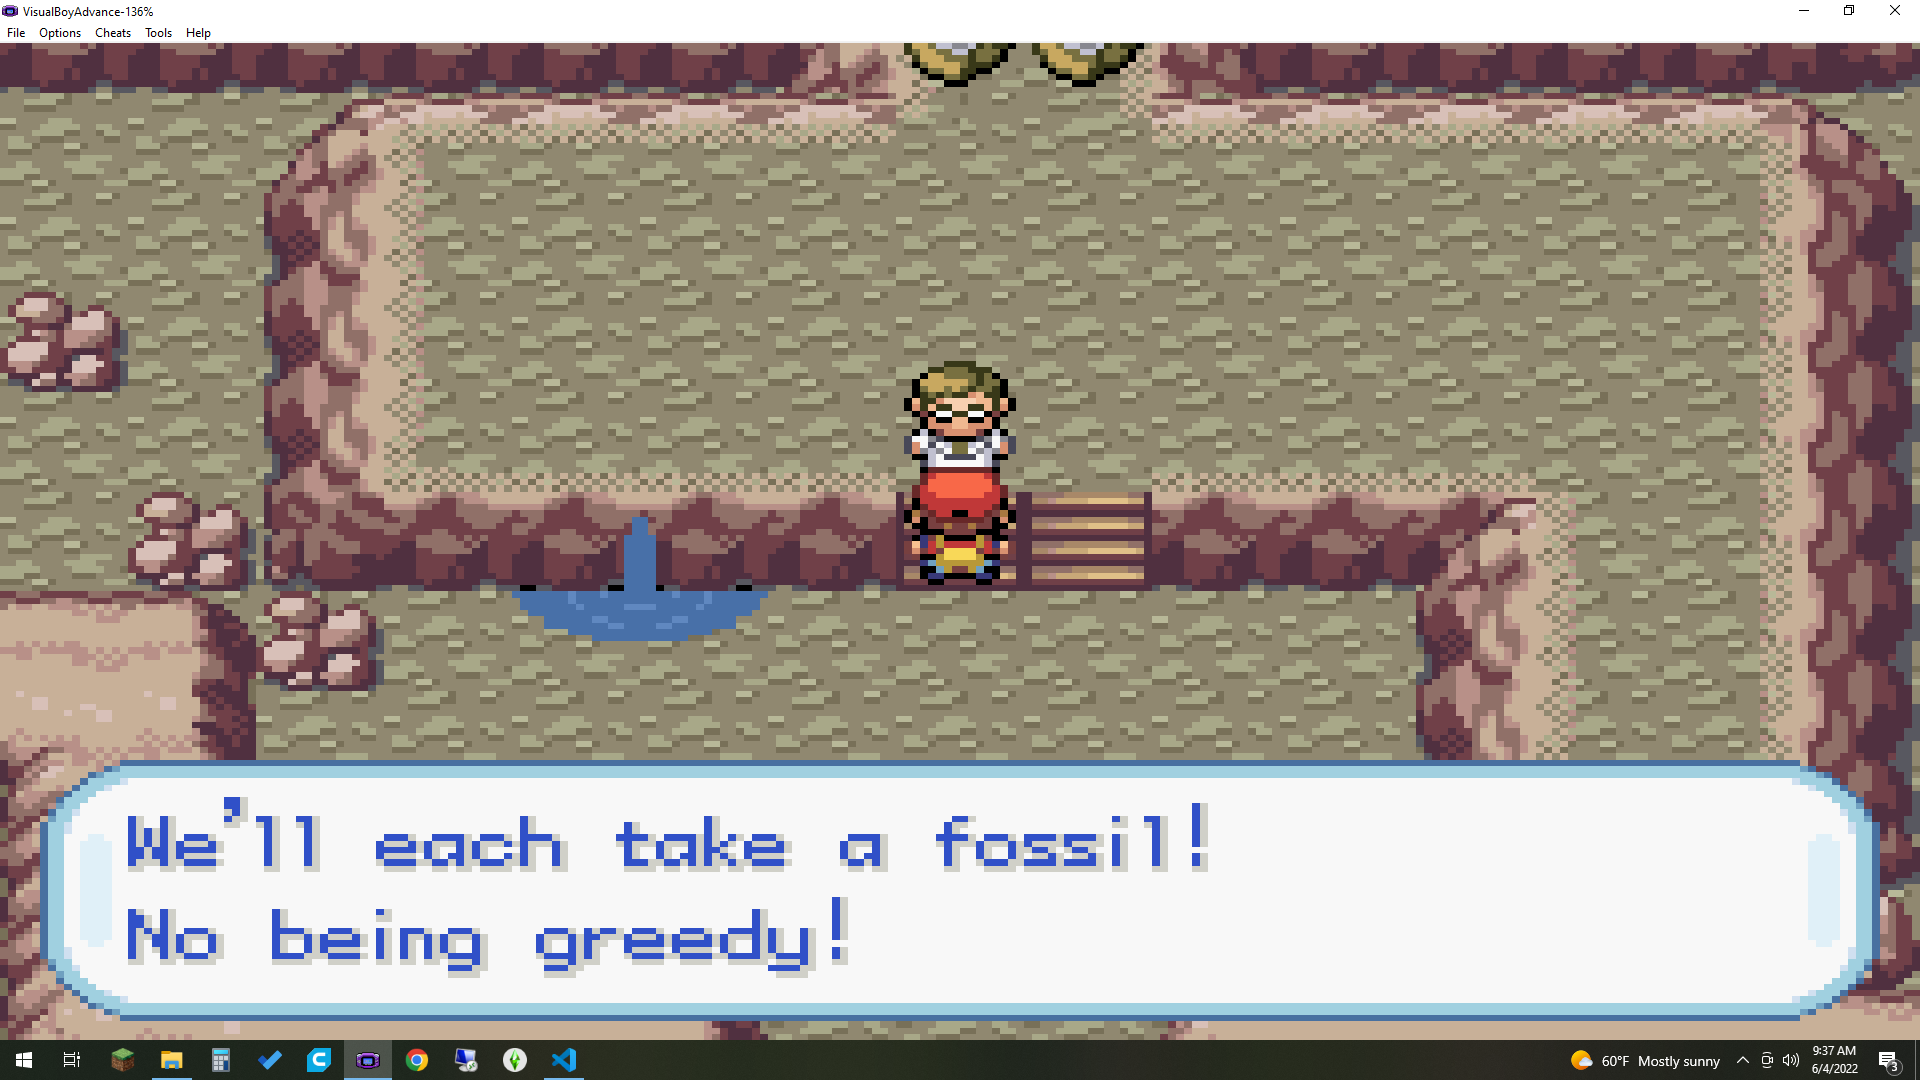 VisualBoyAdvance-136%
File Options Cheats Tools Help
We'll each take a fossil!
No being greedy!
60°F Mostly sunny
9:37 AM
6/4/2022
3